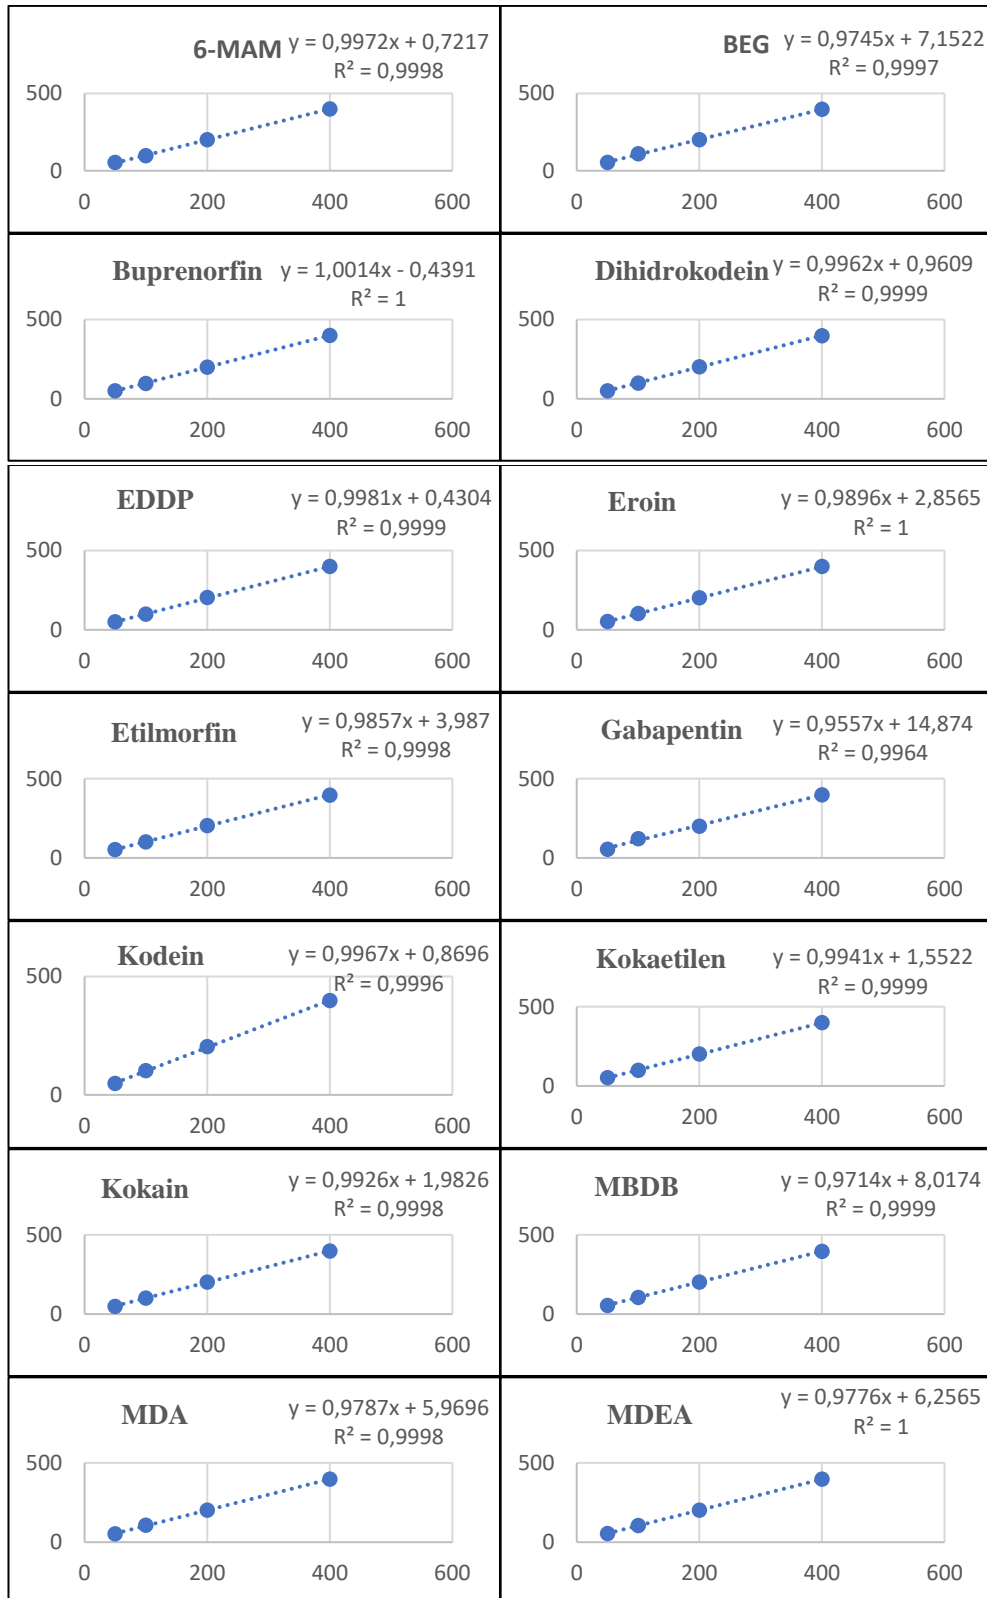 6-MAM
y = 0,9972x + 0,7217
R² = 0,9998
500
0
0 200 400 600
BEG
y = 0,9745x + 7,1522
R² = 0,9997
500
0
0 200 400 600
Buprenorfin
y = 1,0014x - 0,4391
R² = 1
500
0
0 200 400 600
Dihidrokodein
y = 0,9962x + 0,9609
R² = 0,9999
500
0
0 200 400 600
EDDP
y = 0,9981x + 0,4304
R² = 0,9999
500
0
0 200 400 600
Eroin
y = 0,9896x + 2,8565
R² = 1
500
0
0 200 400 600
Etilmorfin
y = 0,9857x + 3,987
R² = 0,9998
500
0
0 200 400 600
Gabapentin
y = 0,9557x + 14,874
R² = 0,9964
500
0
0 200 400 600
Kodein
y = 0,9967x + 0,8696
R² = 0,9996
500
0
0 200 400 600
Kokaetilen
y = 0,9941x + 1,5522
R² = 0,9999
500
0
0 200 400 600
Kokain
y = 0,9926x + 1,9826
R² = 0,9998
500
0
0 200 400 600
MBDB
y = 0,9714x + 8,0174
R² = 0,9999
500
0
0 200 400 600
MDA
y = 0,9787x + 5,9696
R² = 0,9998
500
0
0 200 400 600
MDEA
y = 0,9776x + 6,2565
R² = 1
500
0
0 200 400 600